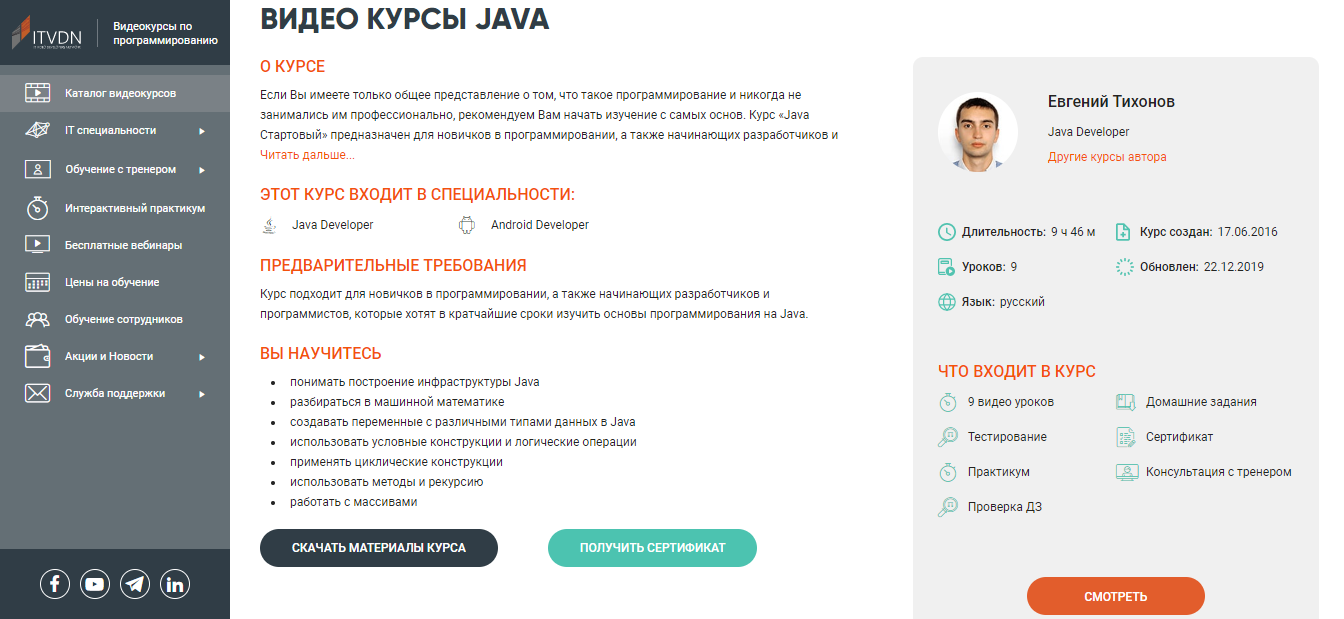 ITVDN
Видеокурсы по
программированию
Каталог видеокурсов
IT специальности
Обучение с тренером
Интерактивный практикум
Бесплатные вебинары
Цены на обучение
Обучение сотрудников
Акции и Новости
Служба поддержки
ВИДЕО КУРСЫ JAVA
О КУРСЕ
Если Вы имеете только общее представление о том, что такое программирование и никогда не
занимались им профессионально, рекомендуем Вам начать изучение с самых основ. Курс «Java
Стартовый» предназначен для новичков в программировании, а также начинающих разработчиков и
Читать дальше...
ЭТОТ КУРС ВХОДИТ В СПЕЦИАЛЬНОСТИ:
Java Developer Android Developer
ПРЕДВАРИТЕЛЬНЫЕ ТРЕБОВАНИЯ
Курс подходит для новичков в программировании, а также начинающих разработчиков и
программистов, которые хотят в кратчайшие сроки изучить основы программирования на Java.
ВЫ НАУЧИТЕСЬ
• понимать построение инфраструктуры Java
• разбираться в машинной математике
• создавать переменные с различными типами данных в Java
• использовать условные конструкции и логические операции
• применять циклические конструкции
• использовать методы и рекурсию
• работать с массивами
СКАЧАТЬ МАТЕРИАЛЫ КУРСА ПОЛУЧИТЬ СЕРТИФИКАТ
Евгений Тихонов
Java Developer
Другие курсы автора
Длительность: 9 ч 46 м Курс создан: 17.06.2016
Уроков: 9 Обновлен: 22.12.2019
Язык: русский
ЧТО ВХОДИТ В КУРС
9 видео уроков Домашние задания
Тестирование Сертификат
Практикум Консультация с тренером
Проверка ДЗ
СМОТРЕТЬ